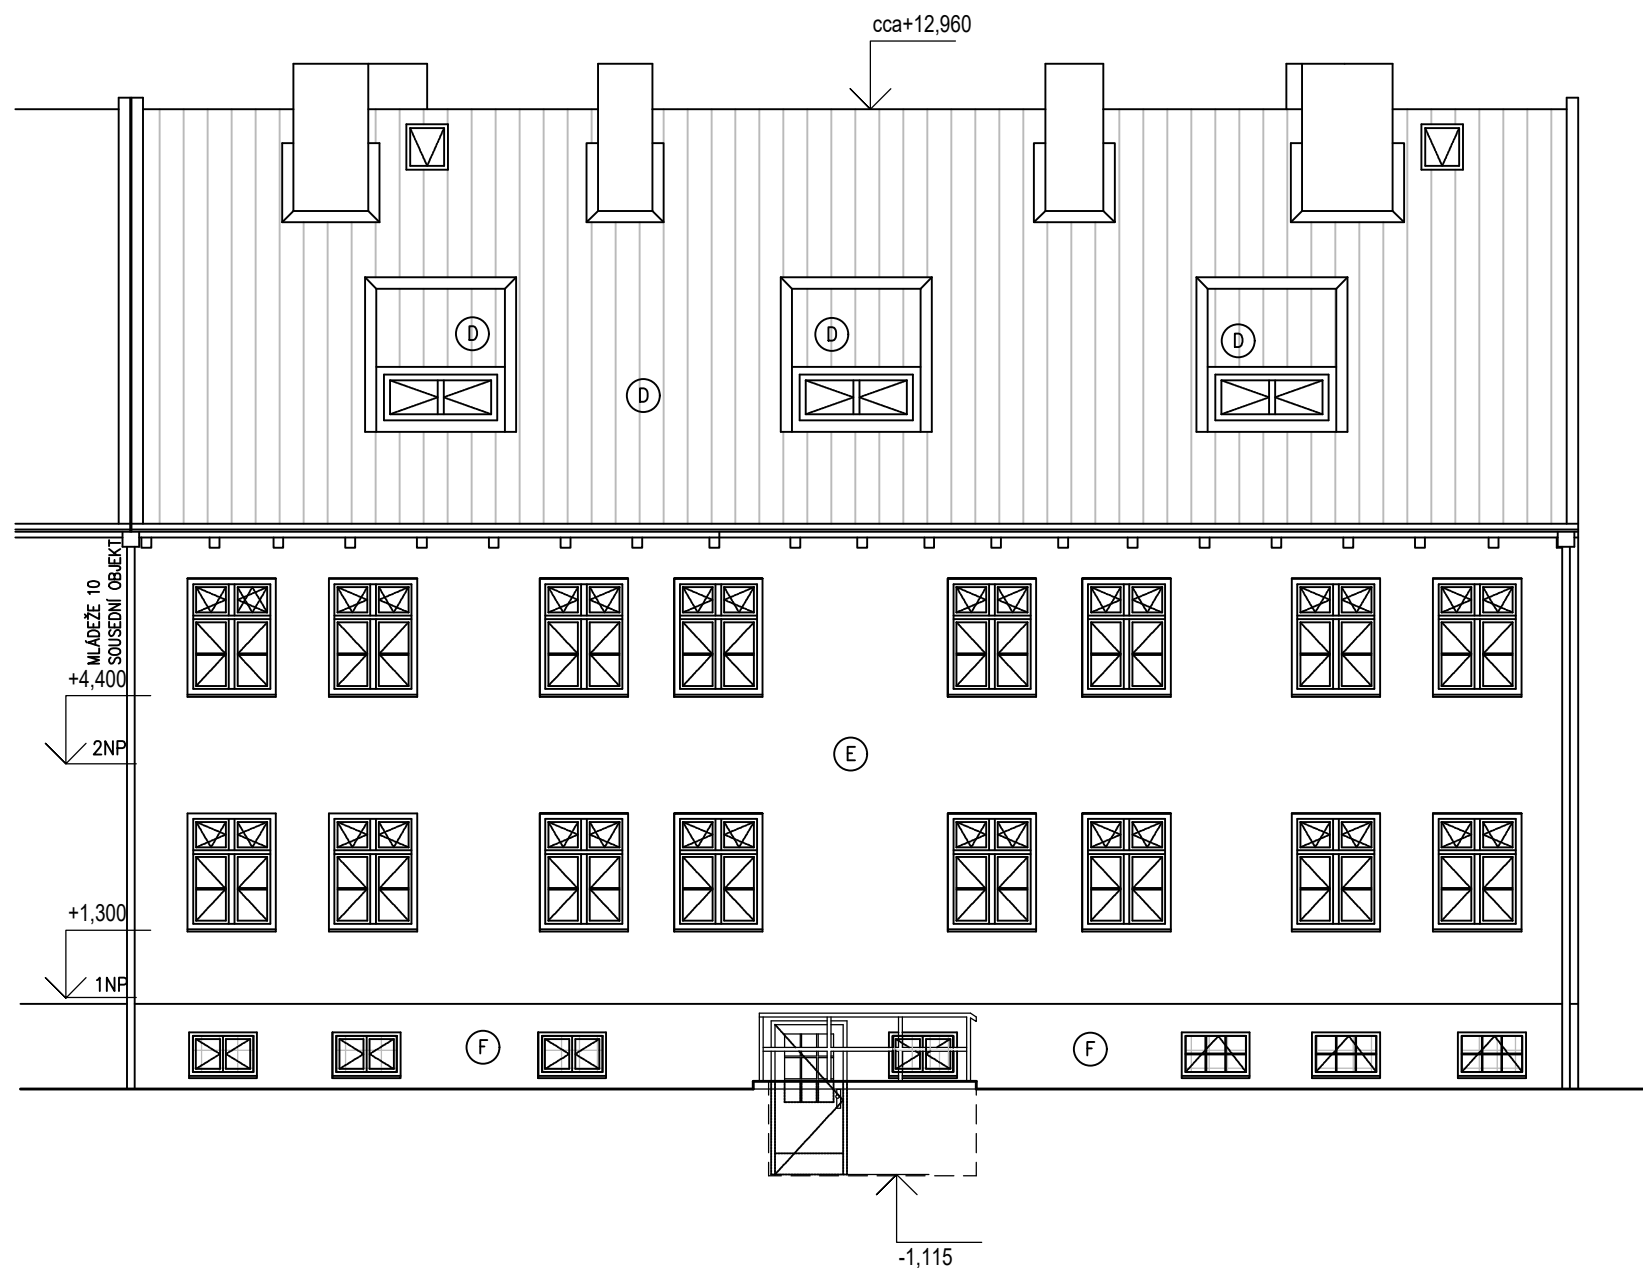 cca+12,960
D
D
D
D
MLÁDEŽE 10
SOUSEDNÍ OBJEKT
+4,400
2NP
E
+1,300
1NP
F
F
-1,115